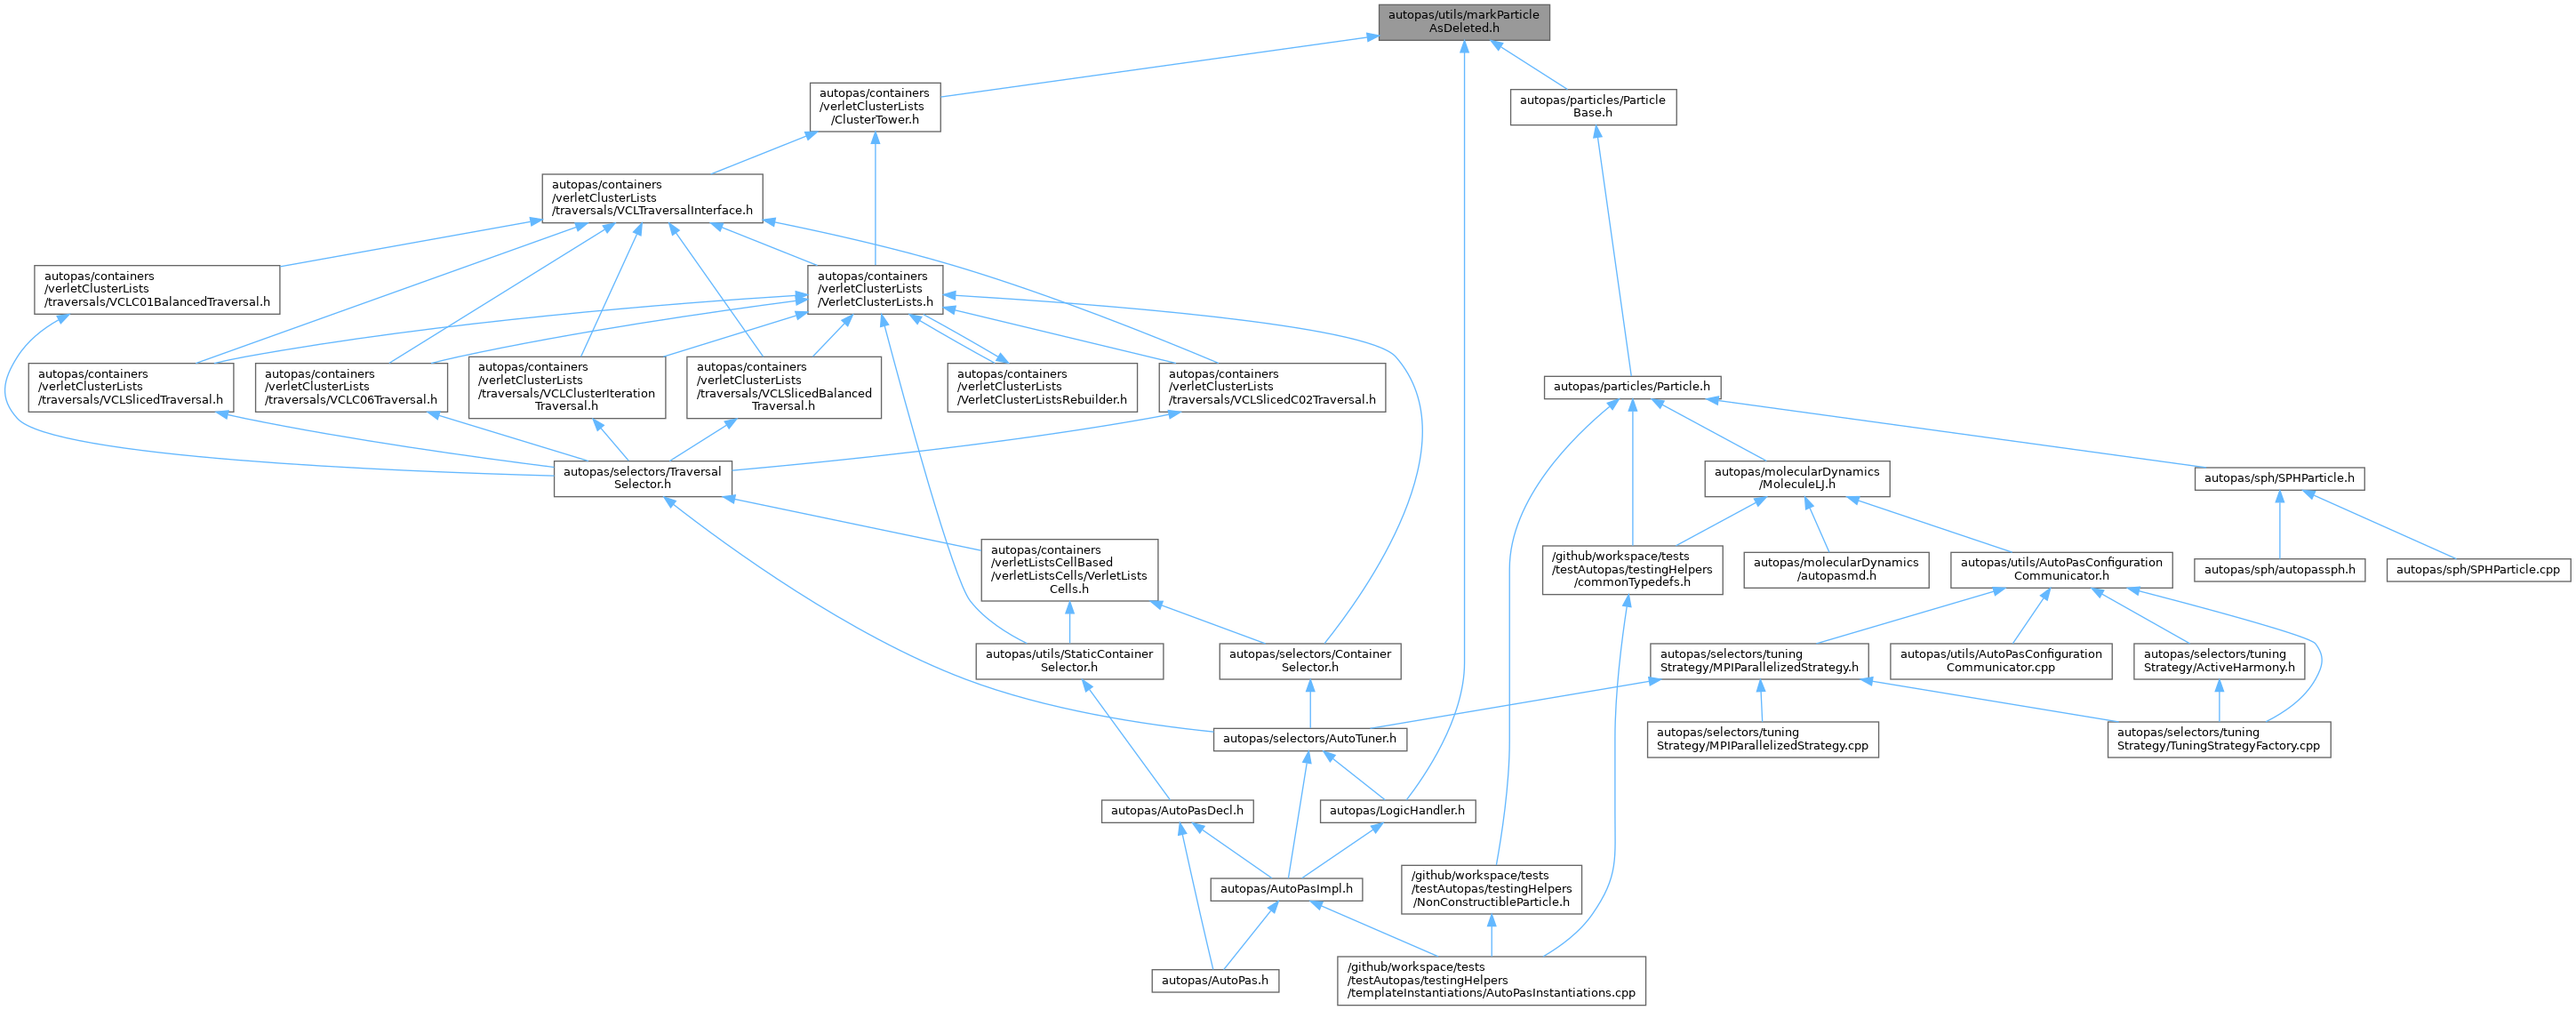 autopas/utils/markParticle
AsDeleted.h
autopas/containers
/verletClusterLists
/ClusterTower.h
autopas/particles/Particle
Base.h
autopas/containers
/verletClusterLists
/traversals/VCLTraversalInterface.h
autopas/containers
/verletClusterLists
/traversals/VCLC01BalancedTraversal.h
autopas/containers
/verletClusterLists
/VerletClusterLists.h
autopas/containers
/verletClusterLists
/traversals/VCLSlicedTraversal.h
autopas/containers
/verletClusterLists
/traversals/VCLC06Traversal.h
autopas/containers
/verletClusterLists
/traversals/VCLClusterIteration
Traversal.h
autopas/containers
/verletClusterLists
/traversals/VCLSlicedBalanced
Traversal.h
autopas/containers
/verletClusterLists
/VerletClusterListsRebuilder.h
autopas/containers
/verletClusterLists
/traversals/VCLSlicedC02Traversal.h
autopas/particles/Particle.h
autopas/selectors/Traversal
Selector.h
autopas/molecularDynamics
/MoleculeLJ.h
autopas/sph/SPHParticle.h
autopas/containers
/verletListsCellBased
/verletListsCells/VerletLists
Cells.h
/github/workspace/tests
/testAutopas/testingHelpers
/commonTypedefs.h
autopas/molecularDynamics
/autopasmd.h
autopas/utils/AutoPasConfiguration
Communicator.h
autopas/sph/autopassph.h
autopas/sph/SPHParticle.cpp
autopas/utils/StaticContainer
Selector.h
autopas/selectors/Container
Selector.h
autopas/selectors/tuning
Strategy/MPIParallelizedStrategy.h
autopas/utils/AutoPasConfiguration
Communicator.cpp
autopas/selectors/tuning
Strategy/ActiveHarmony.h
autopas/selectors/AutoTuner.h
autopas/selectors/tuning
Strategy/MPIParallelizedStrategy.cpp
autopas/selectors/tuning
Strategy/TuningStrategyFactory.cpp
autopas/AutoPasDecl.h
autopas/LogicHandler.h
autopas/AutoPasImpl.h
/github/workspace/tests
/testAutopas/testingHelpers
/NonConstructibleParticle.h
autopas/AutoPas.h
/github/workspace/tests
/testAutopas/testingHelpers
/templateInstantiations/AutoPasInstantiations.cpp